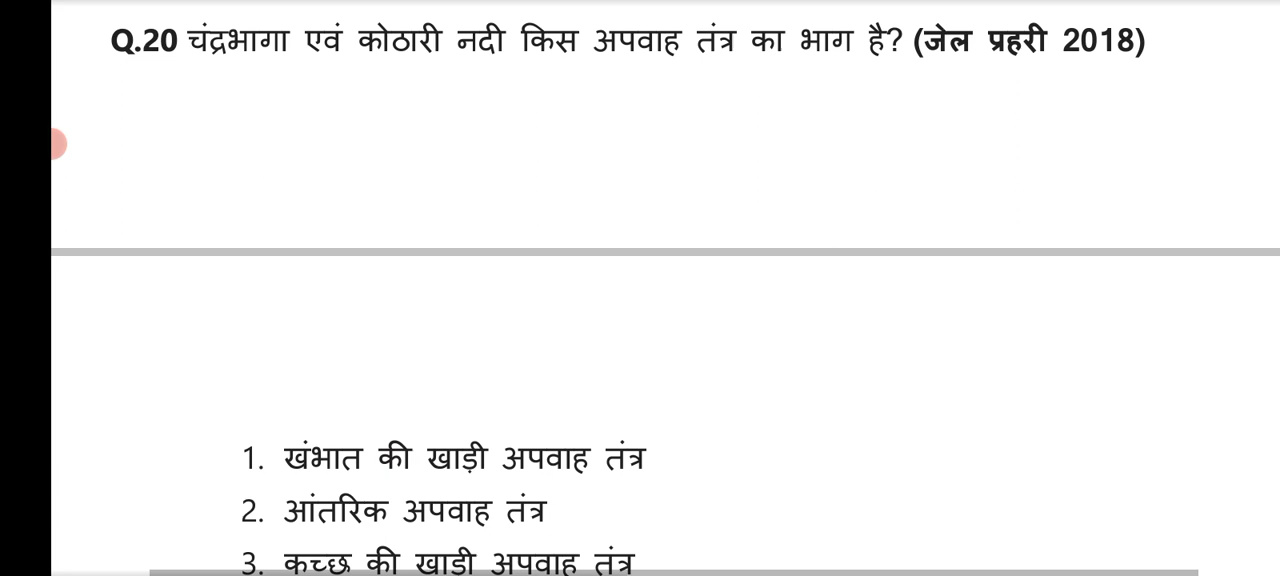 Q.20 चंद्रभागा एवं कोठारी नदी किस अपवाह तंत्र का भाग है? (जेल प्रहरी 2018)
1. खंभात की खाड़ी अपवाह तंत्र
2. आंतरिक अपवाह तंत्र
3. कच्छ की खाड़ी अपवाह तंत्र